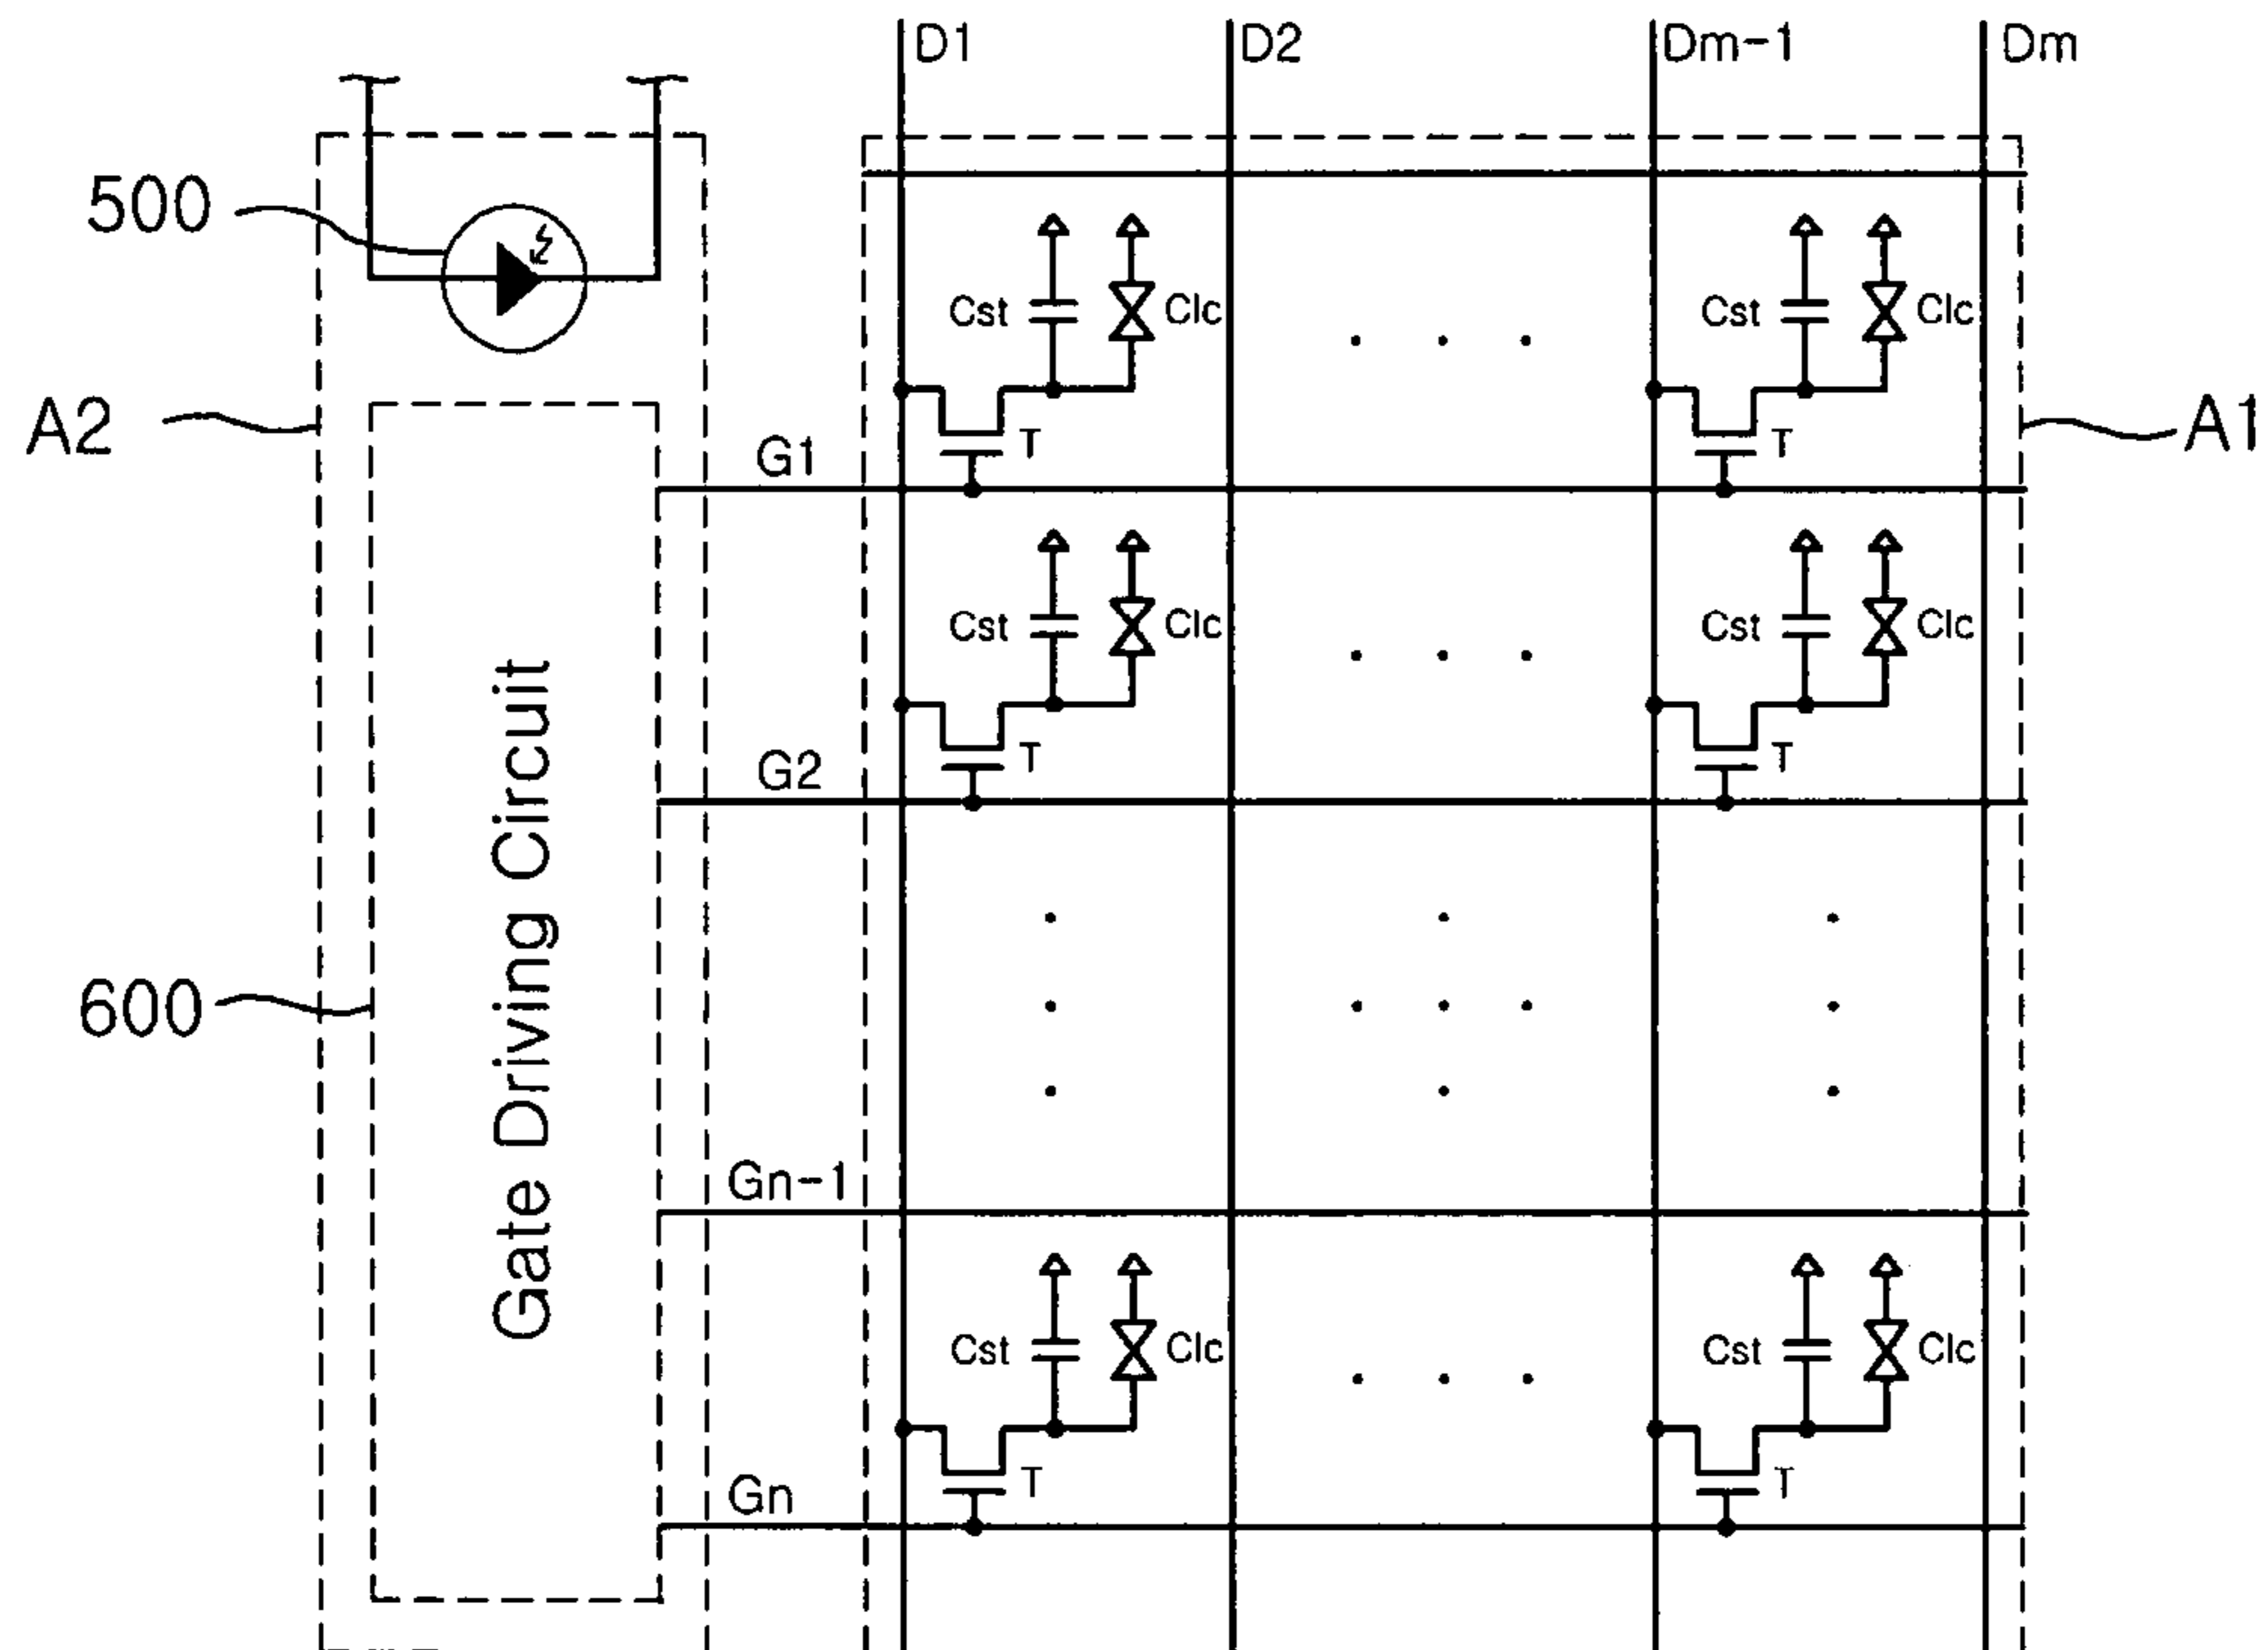 D1 D2 Dm-1 Dm
500
Cst Clc Cst Clc
A2 A1
T T
G1
Cst Clc Cst Clc
T T
G2
Gate Driving Circuit
600
Gn-1
Cst Clc Cst Clc
T T
Gn